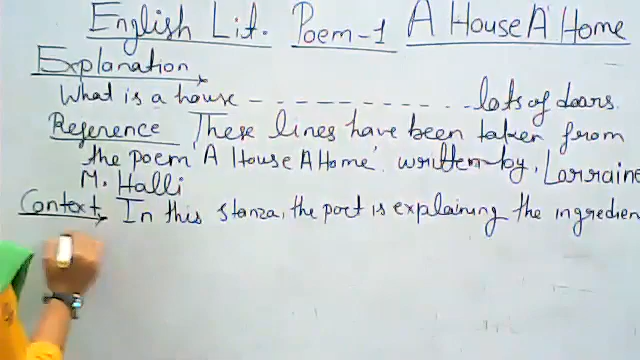 English Lit. Poem-1 A House A Home
Explanation
What is a house - - - - - - - - - - - lots of doors.
Reference These lines have been taken from
the poem 'A House A Home' written by, Lorraine
M. Halli
Context In this stanza, the poet is explaining the ingredien